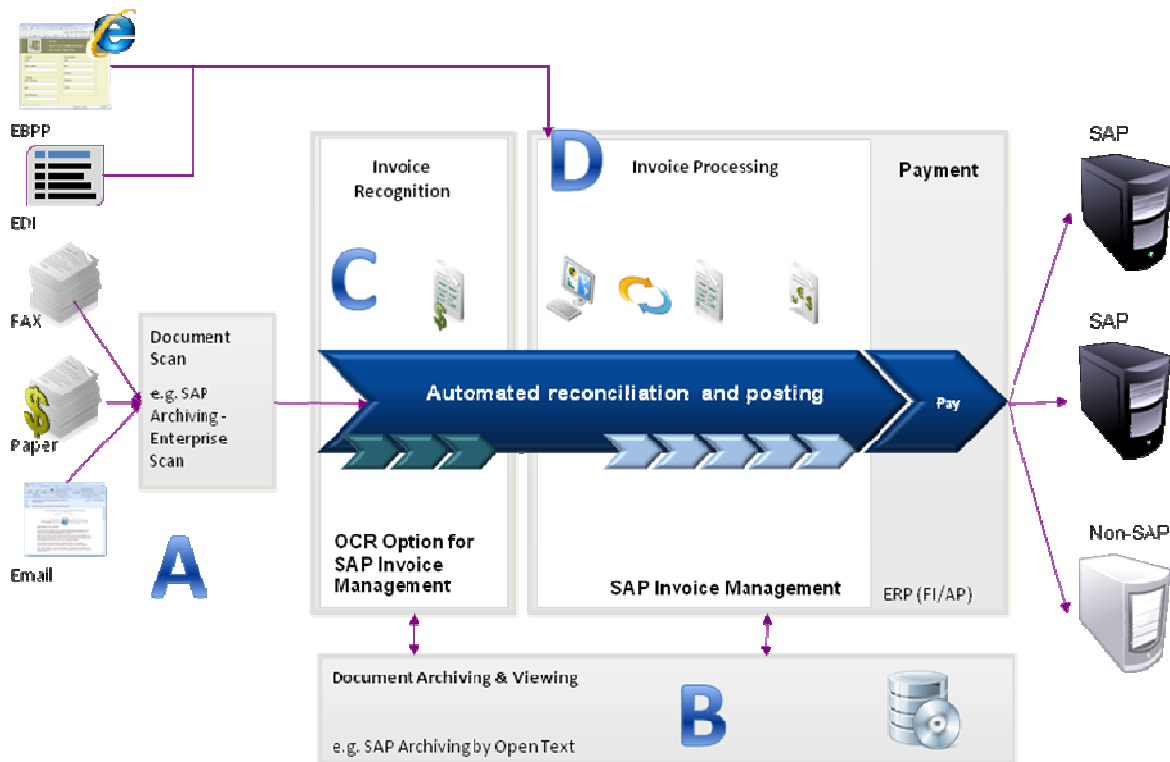 EBPP
EDI
FAX
Paper
Email
Document
Scan
e.g. SAP
Archiving -
Enterprise
Scan
A
Invoice
Recognition
C
OCR Option for
SAP Invoice
Management
D
Invoice Processing
Automated reconciliation and posting
SAP Invoice Management
Payment
Pay
ERP (FI/AP)
SAP
SAP
Non-SAP
Document Archiving & Viewing
B
e.g. SAP Archiving by Open Text